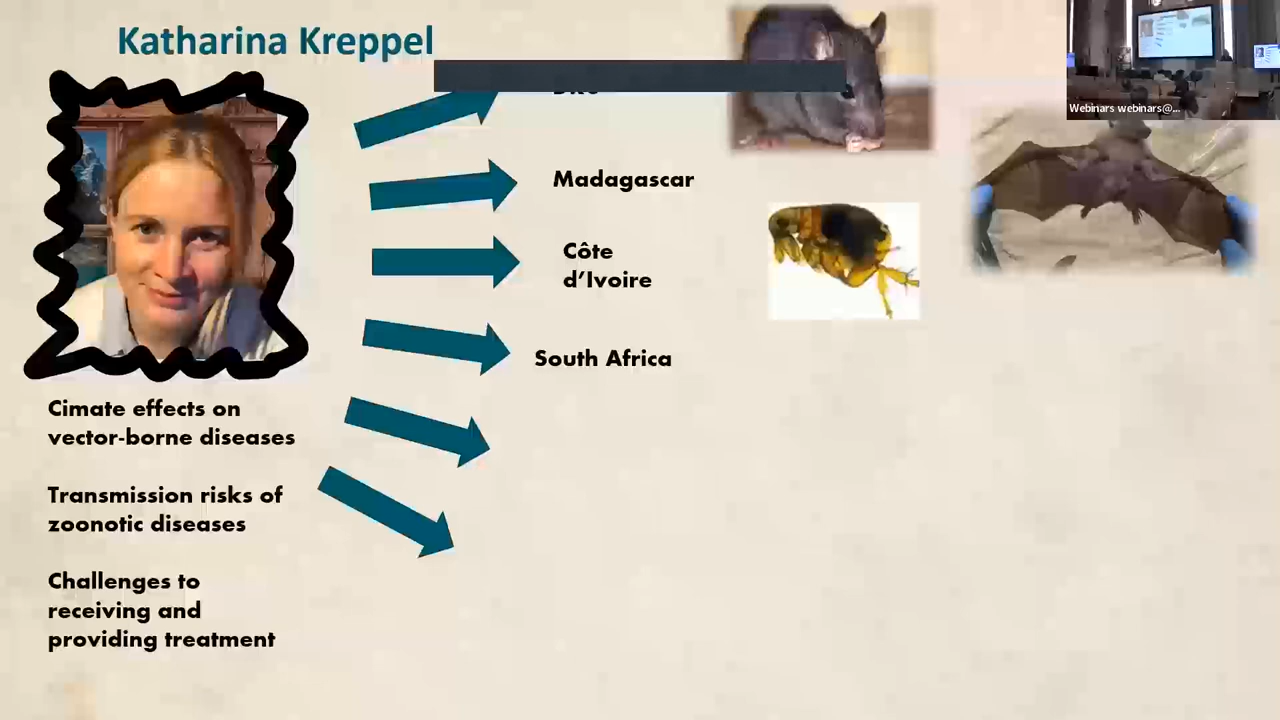 Katharina Kreppel
Madagascar
Côte
d’Ivoire
South Africa
Cimate effects on
vector-borne diseases
Transmission risks of
zoonotic diseases
Challenges to
receiving and
providing treatment
Webinars webinars@...